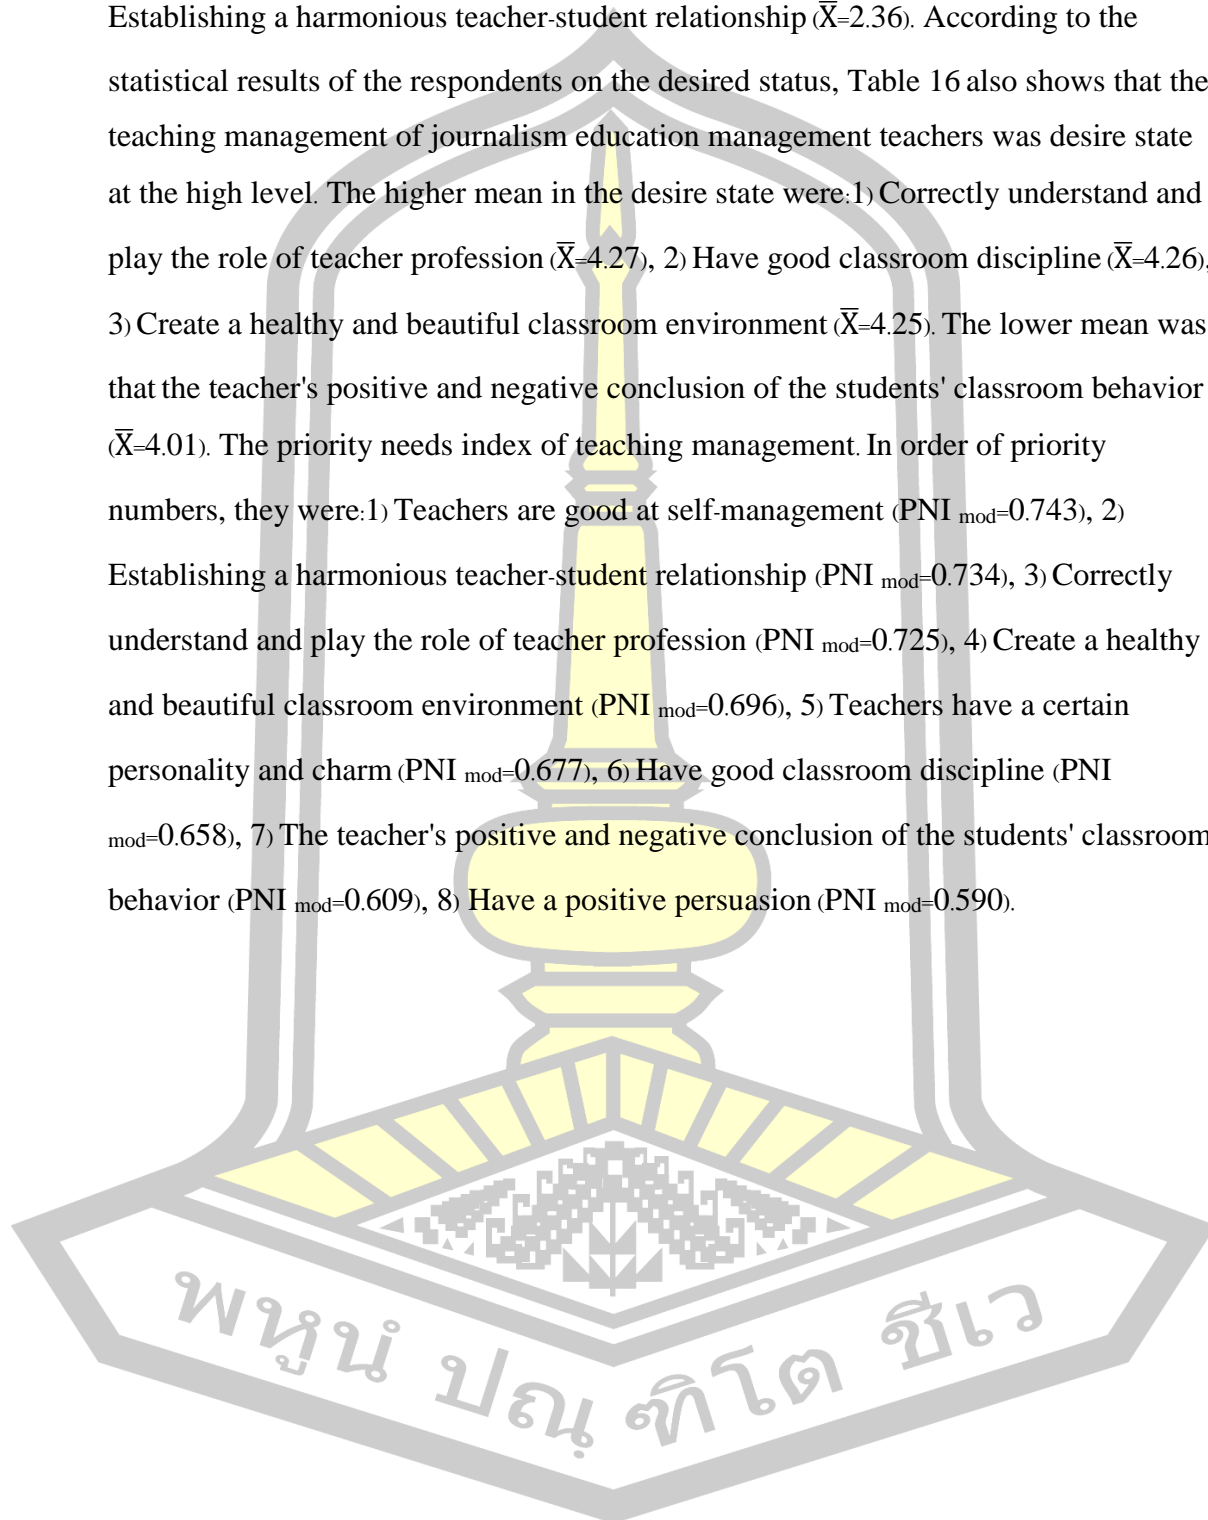 Establishing a harmonious teacher-student relationship (X̅=2.36). According to the
statistical results of the respondents on the desired status, Table 16 also shows that the
teaching management of journalism education management teachers was desire state
at the high level. The higher mean in the desire state were:1) Correctly understand and
play the role of teacher profession (X̅=4.27), 2) Have good classroom discipline (X̅=4.26),
3) Create a healthy and beautiful classroom environment (X̅=4.25). The lower mean was
that the teacher's positive and negative conclusion of the students' classroom behavior
(X̅=4.01). The priority needs index of teaching management. In order of priority
numbers, they were:1) Teachers are good at self-management (PNI mod=0.743), 2)
Establishing a harmonious teacher-student relationship (PNI mod=0.734), 3) Correctly
understand and play the role of teacher profession (PNI mod=0.725), 4) Create a healthy
and beautiful classroom environment (PNI mod=0.696), 5) Teachers have a certain
personality and charm (PNI mod=0.677), 6) Have good classroom discipline (PNI
mod=0.658), 7) The teacher's positive and negative conclusion of the students' classroom
behavior (PNI mod=0.609), 8) Have a positive persuasion (PNI mod=0.590).
พหูนํ ปณฺฑิโต ชีเว